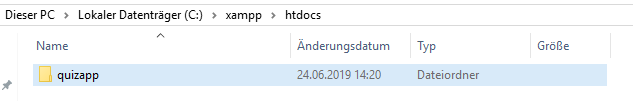 Dieser PC > Lokaler Datenträger (C:) > xampp > htdocs
Name Änderungsdatum Typ Größe
quizapp 24.06.2019 14:20 Dateiordner